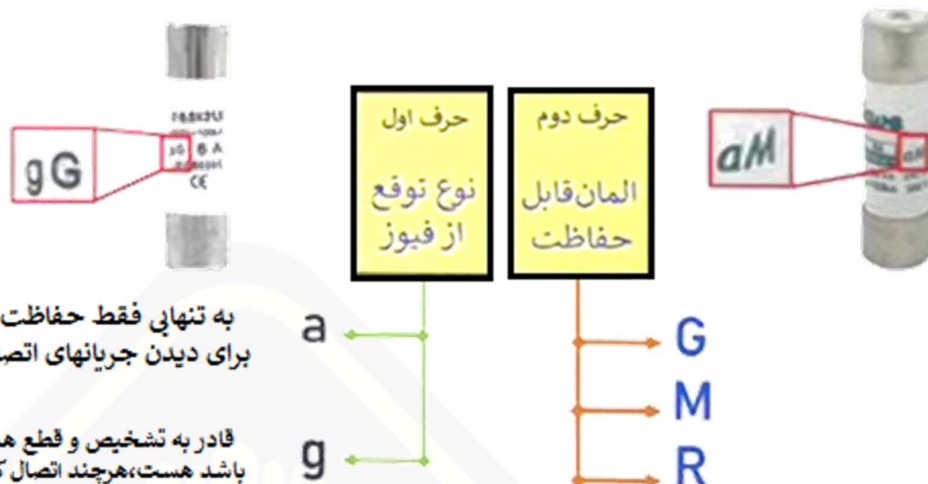 gG
CE
حرف اول
نوع توقع
از فیوز
حرف دوم
المان‌قابل
حفاظت
aM
a
به تنهایی فقط حفاظت
برای دیدن جریانهای
g
قادر به تشخیص و قطع
باشد هست،هرچند اتصال
G
M
R